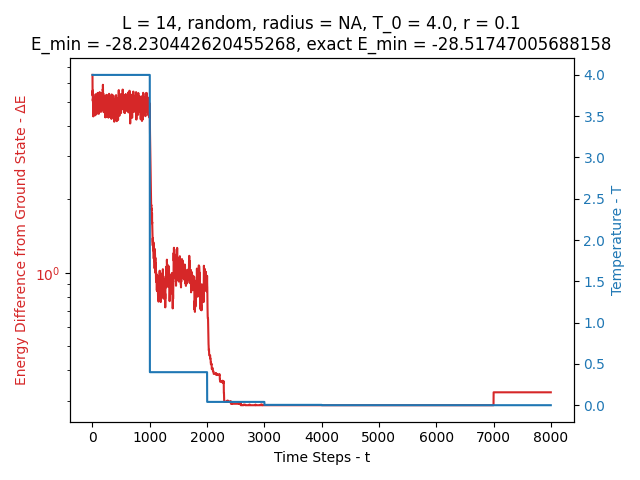 L = 14, random, radius = NA, T_0 = 4.0, r = 0.1
E_min = -28.230442620455268, exact E_min = -28.51747005688158
Energy Difference from Ground State - ΔE
10^0
4.0
3.5
3.0
2.5
2.0
1.5
1.0
0.5
0.0
Temperature - T
0 1000 2000 3000 4000 5000 6000 7000 8000
Time Steps - t